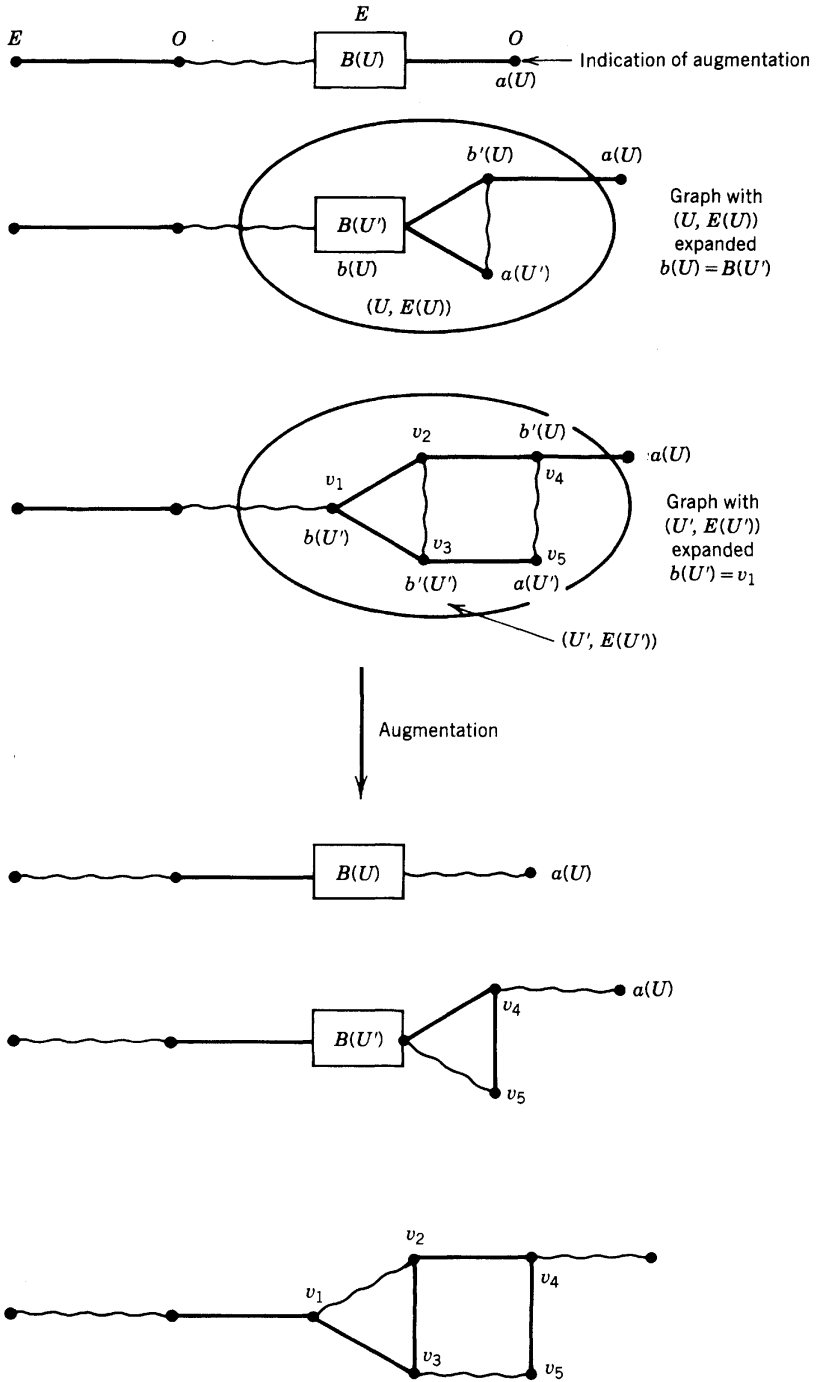 E
E O O
B(U) Indication of augmentation
a(U)
b'(U) a(U)
Graph with
(U, E(U))
expanded
b(U) = B(U')
B(U')
b(U) a(U')
(U, E(U))
v2 b'(U)
a(U)
v1 v4
Graph with
(U', E(U'))
expanded
b(U') = v1
b(U') v3 v5
b'(U') a(U')
(U', E(U'))
Augmentation
B(U) a(U)
a(U)
v4
B(U')
v5
v2
v4
v1
v3 v5